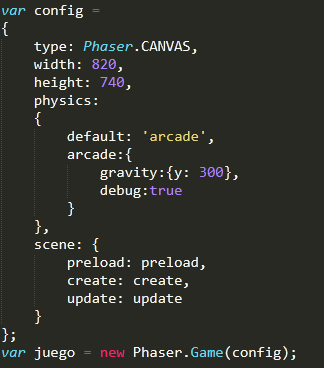 var config =
{
    type: Phaser.CANVAS,
    width: 820,
    height: 740,
    physics:
    {
        default: 'arcade',
        arcade:{
            gravity:{y: 300},
            debug:true
        }
    },
    scene: {
        preload: preload,
        create: create,
        update: update
    }
};
var juego = new Phaser.Game(config);